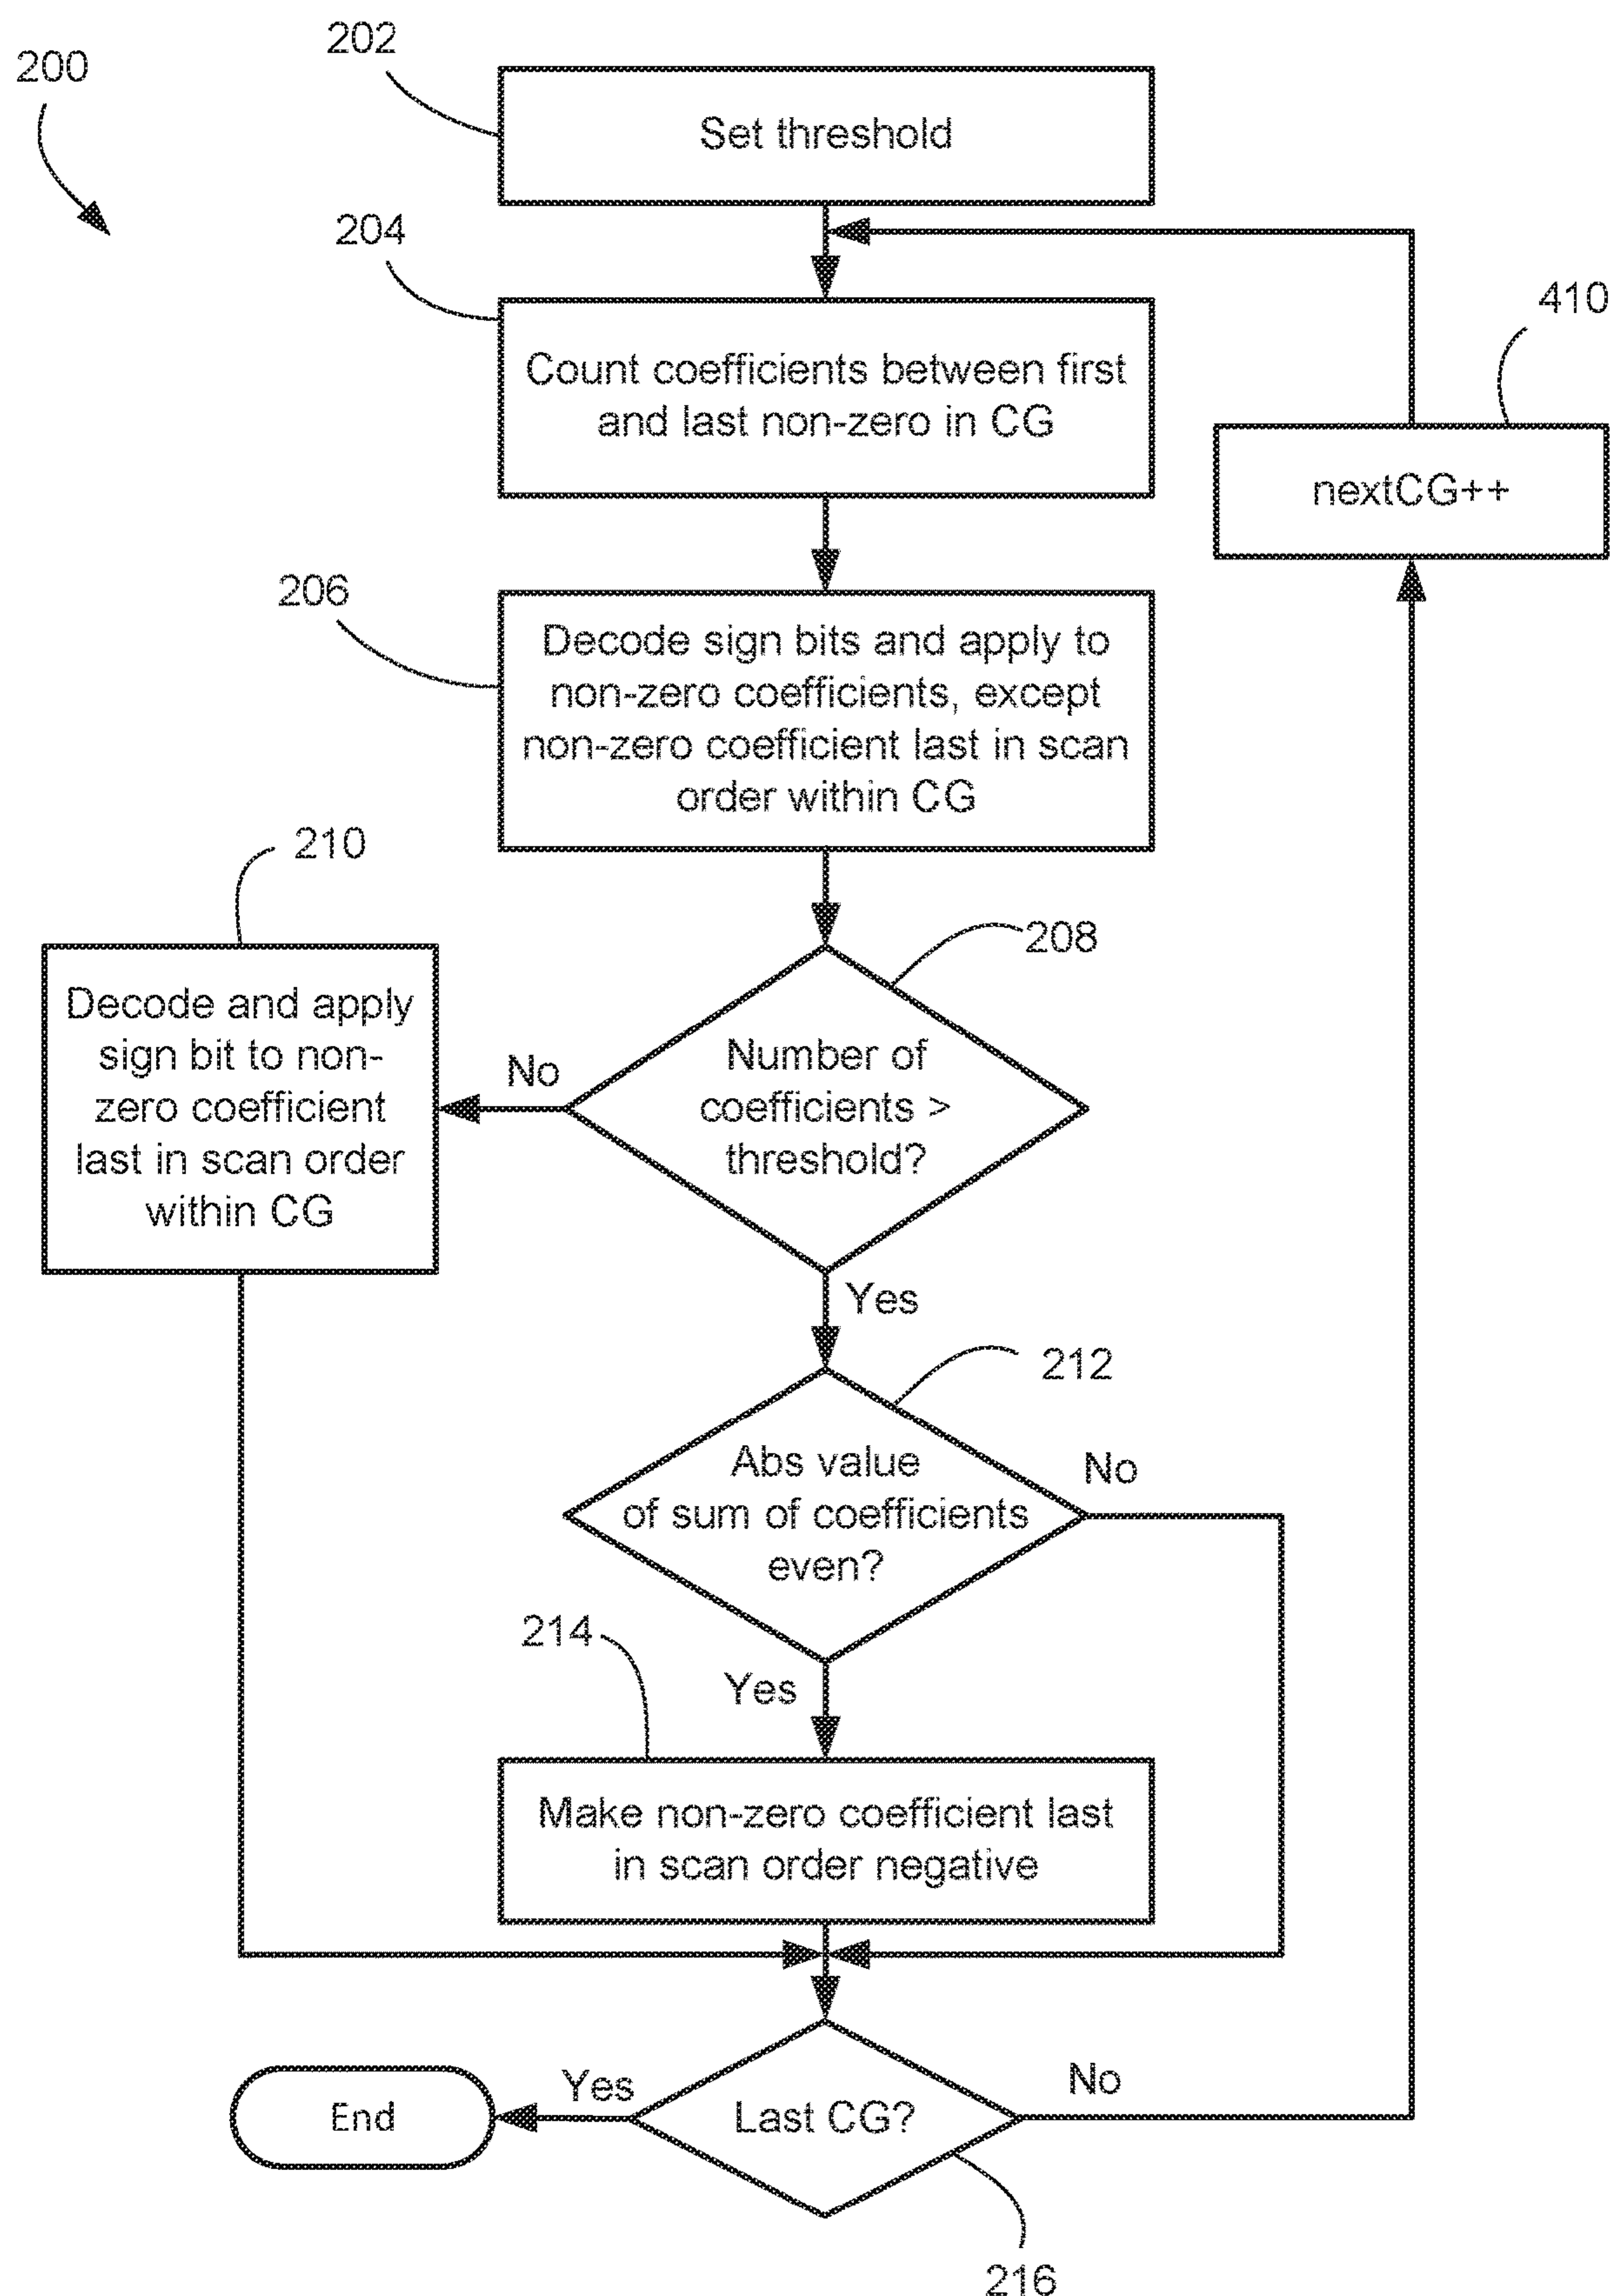 200
202
Set threshold
204
Count coefficients between first
and last non-zero in CG
410
nextCG++
206
Decode sign bits and apply to
non-zero coefficients, except
non-zero coefficient last in scan
order within CG
210
Decode and apply
sign bit to non-
zero coefficient
last in scan order
within CG
208
No
Number of
coefficients >
threshold?
Yes
212
Abs value
of sum of coefficients
even?
No
214
Yes
Make non-zero coefficient last
in scan order negative
End
Yes
Last CG?
No
216